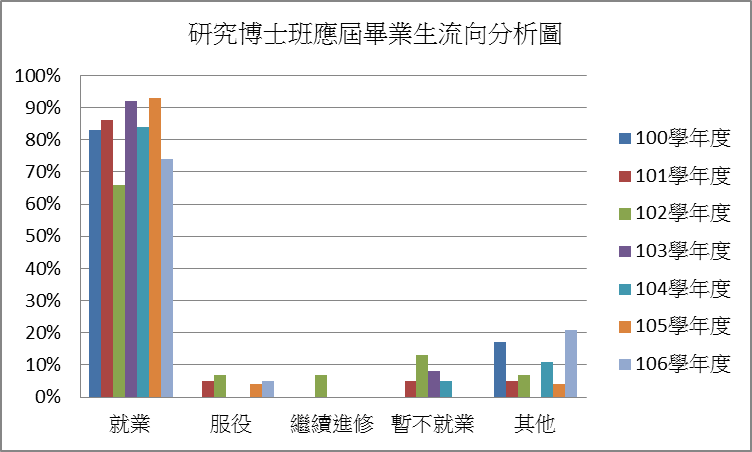 研究博士班應屆畢業生流向分析圖
100%
90%
80%
70%
60%
50%
40%
30%
20%
10%
0%
就業 服役 繼續進修 暫不就業 其他
100學年度
101學年度
102學年度
103學年度
104學年度
105學年度
106學年度